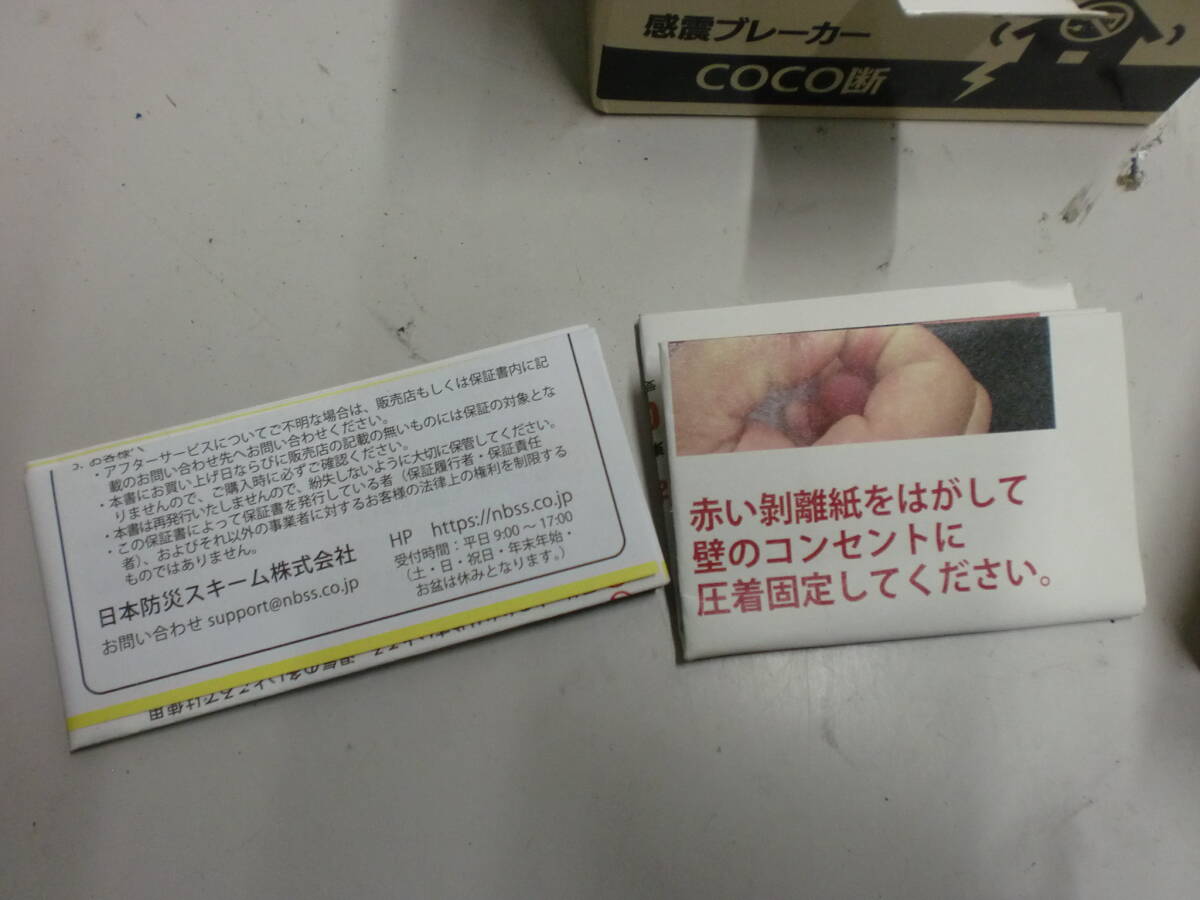 感震ブレーカー
COCO断
・アフターサービスについてご不明な場合は、販売店もしくは保証書内に記
載のお問い合わせ先へお問い合わせください。
・本書にお買い上げ日ならびに販売店の記載の無いものには保証の対象とな
りませんので、ご購入時に必ずご確認ください。
・本書は再発行いたしませんので、紛失しないように大切に保管してください。
・この保証書によって保証書を発行している者（保証履行者・保証責任
者）、およびそれ以外の事業者に対するお客様の法律上の権利を制限する
ものではありません。
日本防災スキーム株式会社
お問い合わせ support@nbss.co.jp
HP https://nbss.co.jp
受付時間：平日 9:00 〜 17:00
（土・日・祝日・年末年始・
お盆は休みとなります。）
赤い剥離紙をはがして
壁のコンセントに
圧着固定してください。